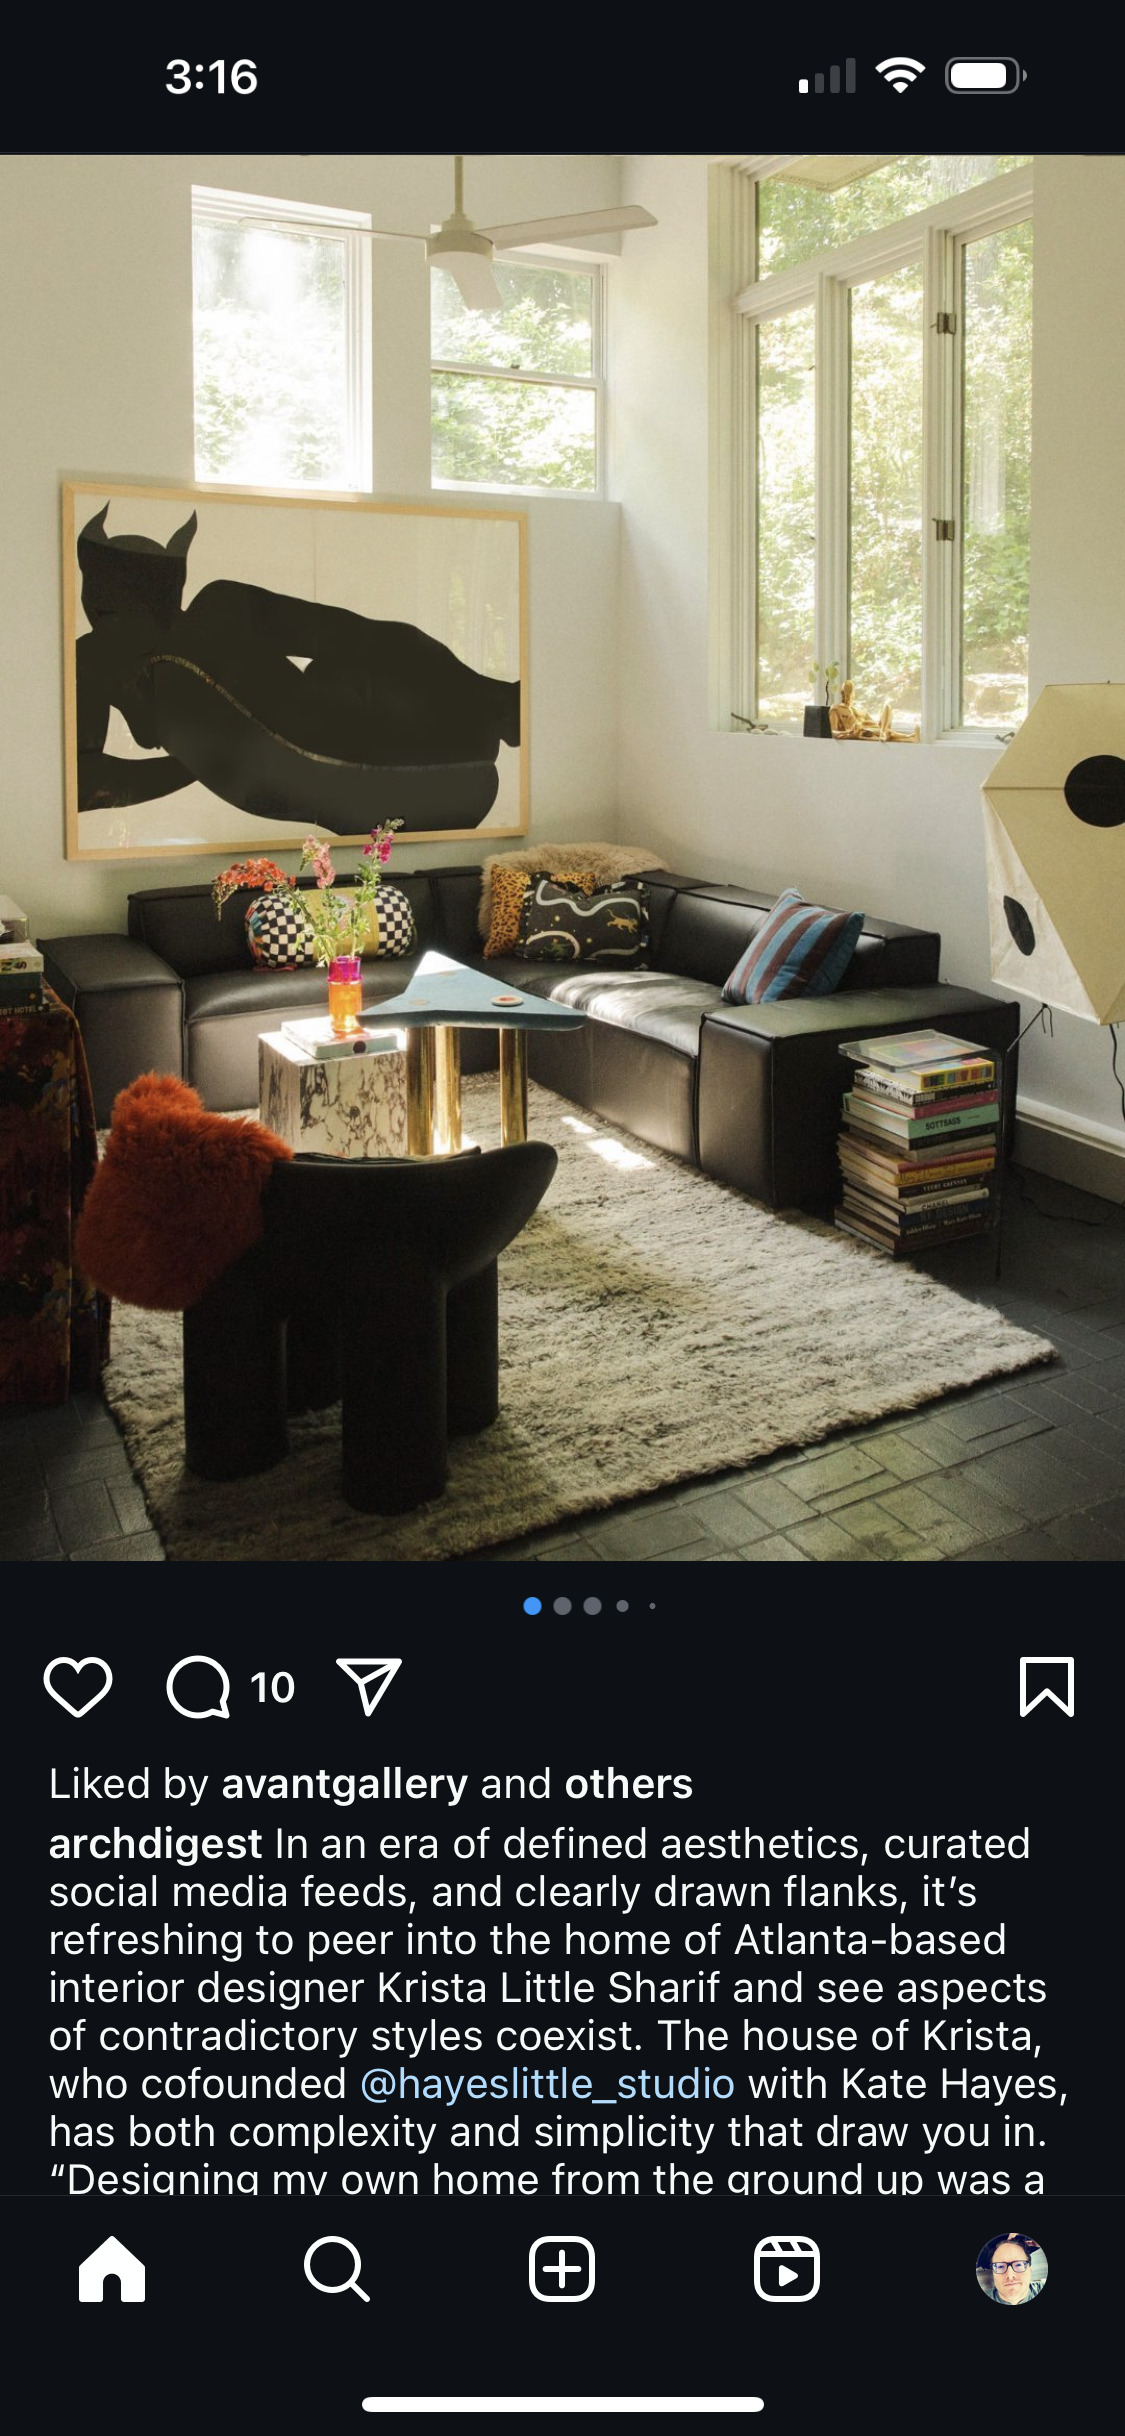 3:16
SOTTSASS
CHANEL
10
Liked by avantgallery and others
archdigest In an era of defined aesthetics, curated
social media feeds, and clearly drawn flanks, it’s
refreshing to peer into the home of Atlanta-based
interior designer Krista Little Sharif and see aspects
of contradictory styles coexist. The house of Krista,
who cofounded @hayeslittle_studio with Kate Hayes,
has both complexity and simplicity that draw you in.
“Designing my own home from the ground up was a